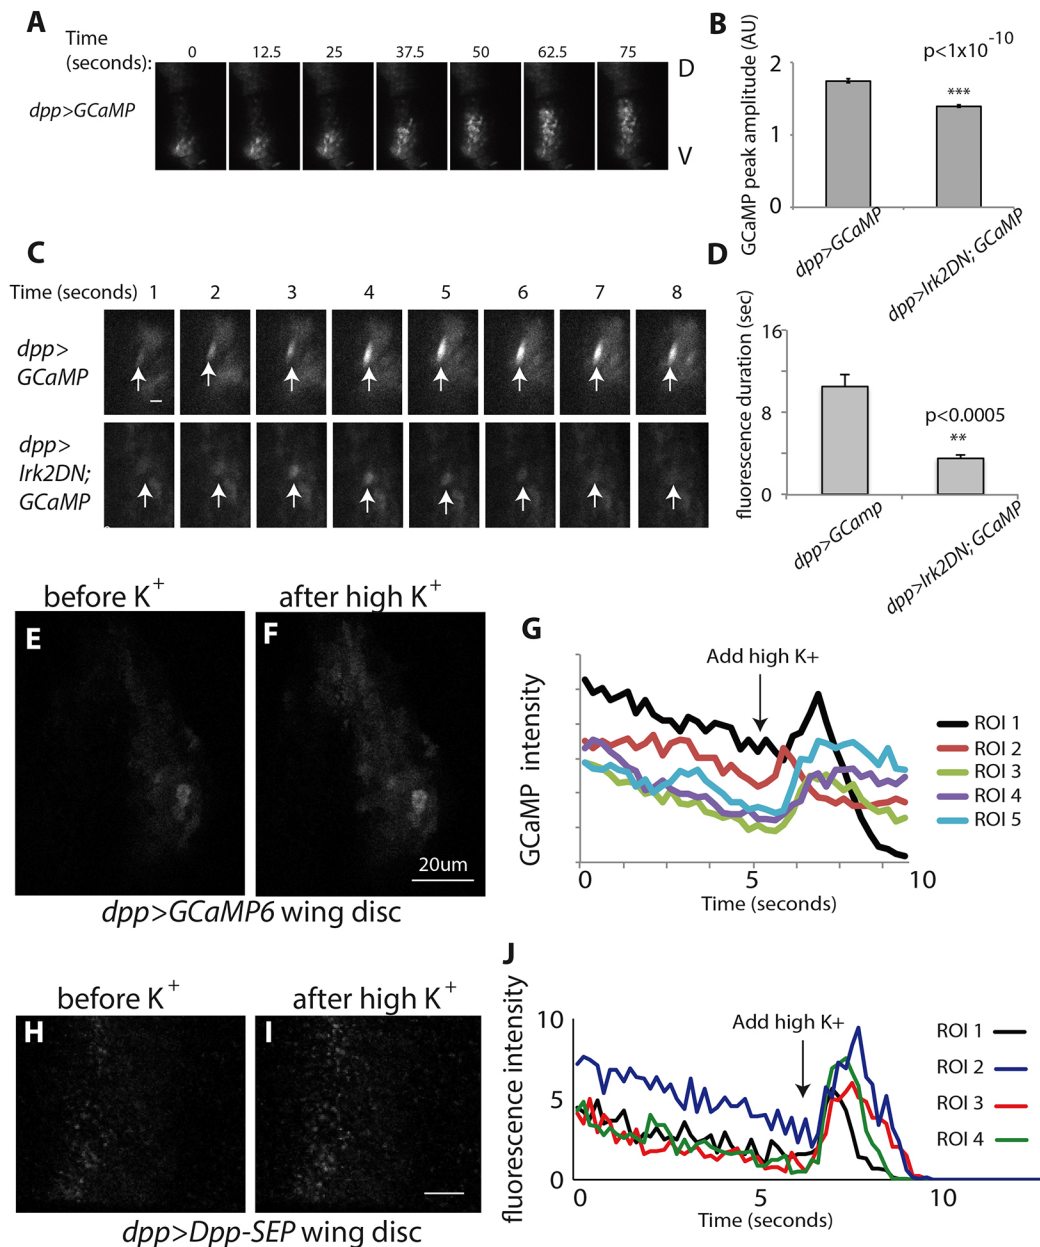 A
Time
(seconds):
0 12.5 25 37.5 50 62.5 75
dpp>GCaMP
D
V
B
GCaMP peak amplitude (AU)
2
1
0
p<1x10⁻¹⁰
***
dpp>GCaMP
dpp>Irk2DN; GCaMP
C
Time (seconds) 1 2 3 4 5 6 7 8
dpp>
GCaMP
dpp>
Irk2DN;
GCaMP
D
fluorescence duration (sec)
16
8
0
p<0.0005
**
dpp>GCamp
dpp>Irk2DN; GCaMP
before K⁺
after high K⁺
E
F
20um
dpp>GCaMP6 wing disc
G
GCaMP intensity
Add high K+
ROI 1
ROI 2
ROI 3
ROI 4
ROI 5
0 5 10
Time (seconds)
before K⁺
after high K⁺
H
I
dpp>Dpp-SEP wing disc
J
fluorescence intensity
10
5
0
Add high K+
ROI 1
ROI 2
ROI 3
ROI 4
0 5 10
Time (seconds)